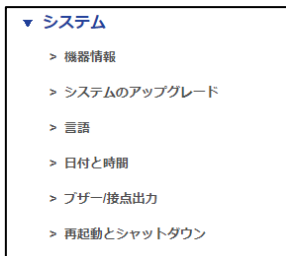 ▼ システム
> 機器情報
> システムのアップグレード
> 言語
> 日付と時間
> ブザー/接点出力
> 再起動とシャットダウン